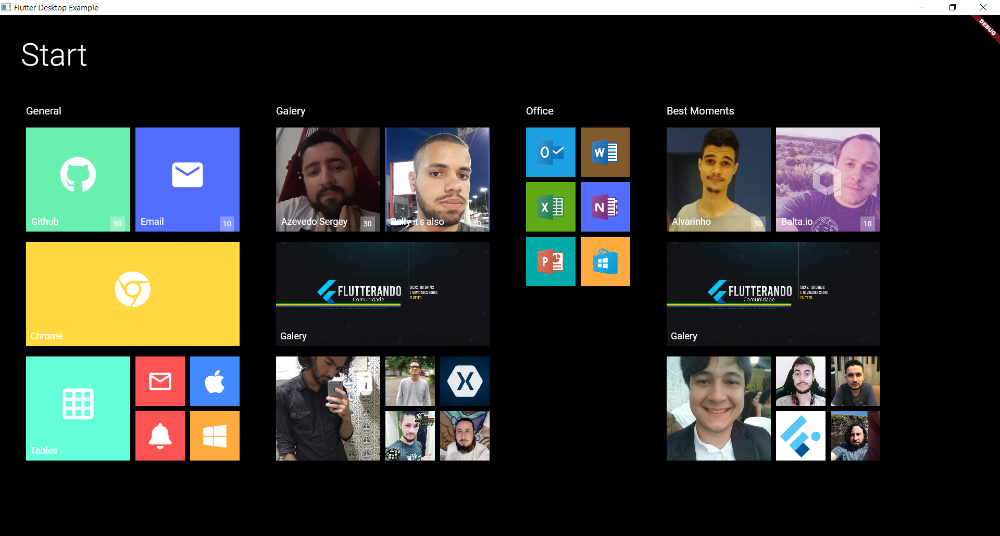 Flutter Desktop Example
DEBUG
Start
General
Github
30
Email
10
Chrome
Tables
Galery
Azevedo Sergey
30
Bully it's also
10
FLUTTERANDO
Comunidade
DICAS, TUTORIAIS
E NOVIDADES SOBRE
FLUTTER.
Galery
Office
O
W
X
N
P
Best Moments
Alvarinho
30
Balta.io
10
FLUTTERANDO
Comunidade
DICAS, TUTORIAIS
E NOVIDADES SOBRE
FLUTTER.
Galery